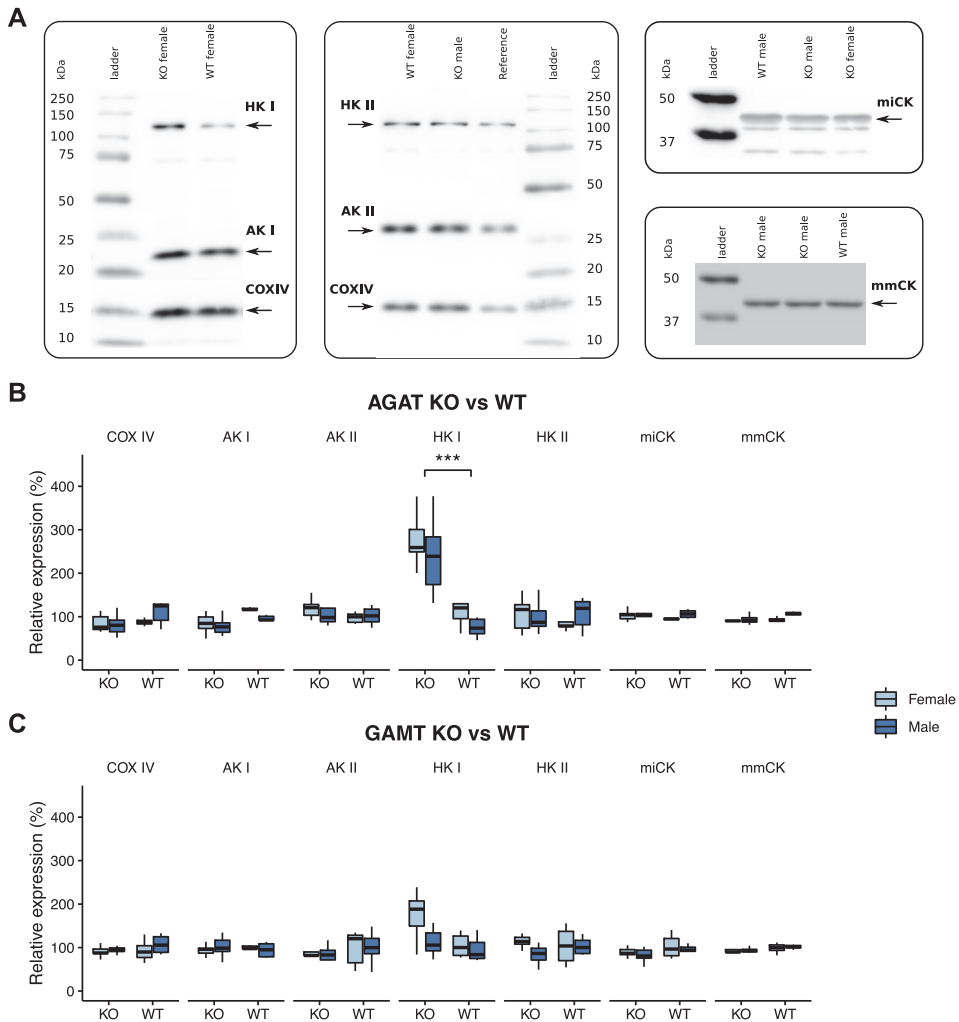 A
kDa
ladder
KO female
WT female
250
150
100
75
50
25
20
15
10
HK I
AK I
COXIV
WT female
KO male
Reference
ladder
kDa
HK II
AK II
COXIV
250
150
100
75
50
25
20
15
10
kDa
ladder
WT male
KO male
KO female
50
37
miCK
kDa
ladder
KO male
KO male
WT male
50
37
mmCK
B
AGAT KO vs WT
COX IV AK I AK II HK I HK II miCK mmCK
***
Relative expression (%)
400
300
200
100
0
KO WT KO WT KO WT KO WT KO WT KO WT KO WT
Female
Male
C
GAMT KO vs WT
COX IV AK I AK II HK I HK II miCK mmCK
Relative expression (%)
400
300
200
100
0
KO WT KO WT KO WT KO WT KO WT KO WT KO WT